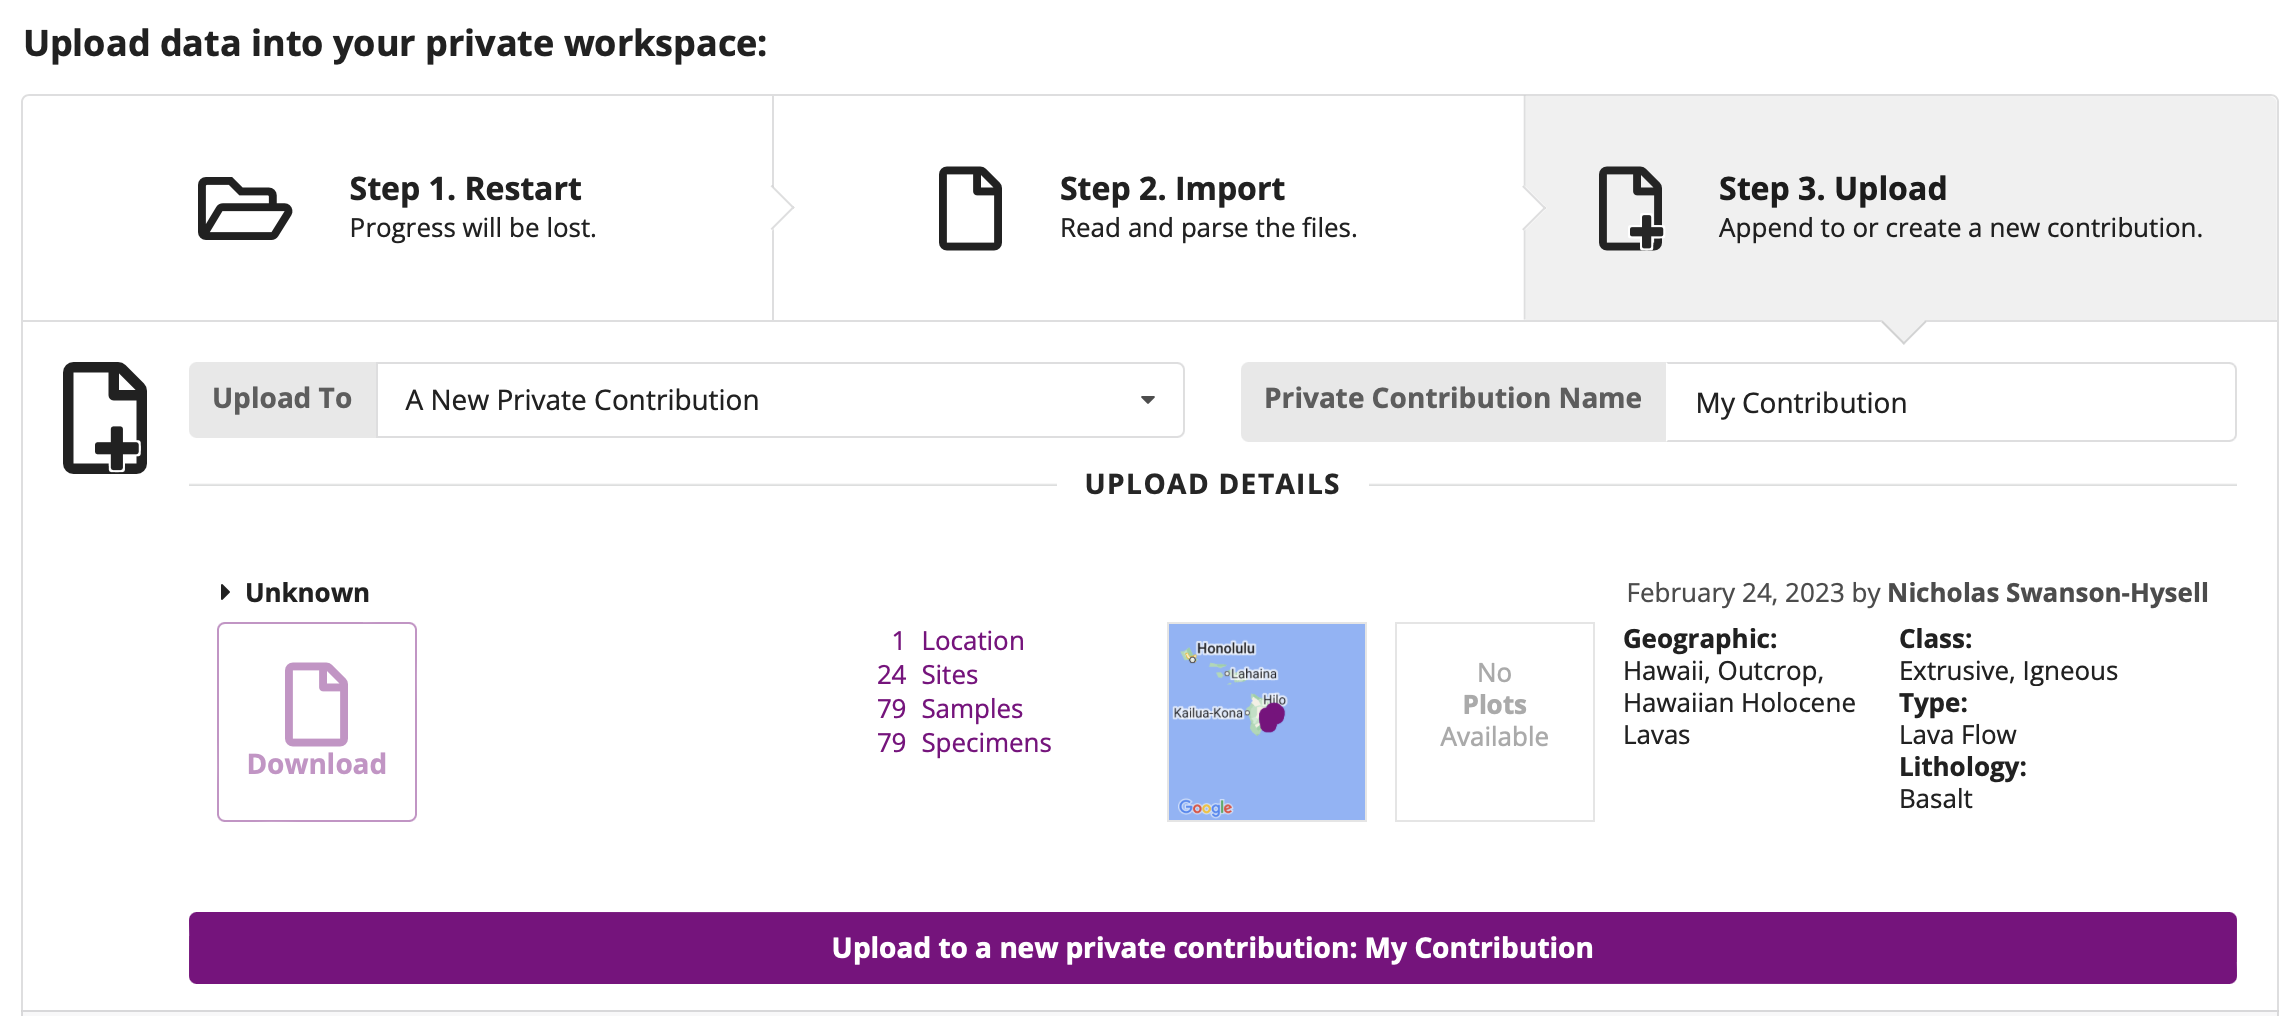 Upload data into your private workspace:
Step 1. Restart
Progress will be lost.
Step 2. Import
Read and parse the files.
Step 3. Upload
Append to or create a new contribution.
Upload To
A New Private Contribution
Private Contribution Name
My Contribution
UPLOAD DETAILS
Unknown
February 24, 2023 by Nicholas Swanson-Hysell
Download
1 Location
24 Sites
79 Samples
79 Specimens
Honolulu
Lahaina
Hilo
Kailua-Kona
Google
No
Plots
Available
Geographic:
Hawaii, Outcrop,
Hawaiian Holocene
Lavas
Class:
Extrusive, Igneous
Type:
Lava Flow
Lithology:
Basalt
Upload to a new private contribution: My Contribution